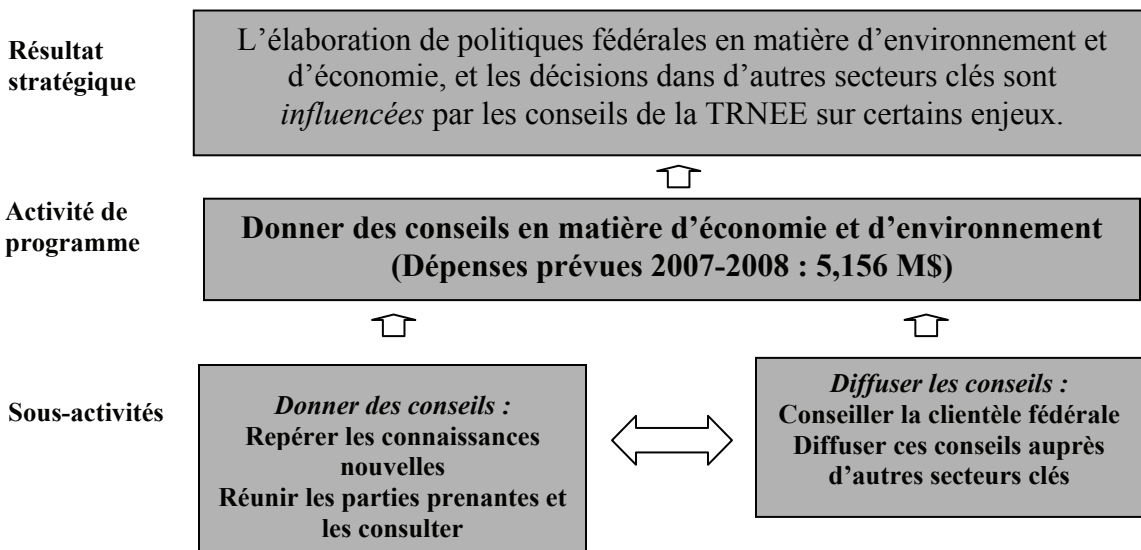 Résultat
stratégique
L’élaboration de politiques fédérales en matière d’environnement et
d’économie, et les décisions dans d’autres secteurs clés sont
influencées par les conseils de la TRNEE sur certains enjeux.
Activité de
programme
Donner des conseils en matière d’économie et d’environnement
(Dépenses prévues 2007-2008 : 5,156 M$)
Sous-activités
Donner des conseils :
Repérer les connaissances
nouvelles
Réunir les parties prenantes et
les consulter
Diffuser les conseils :
Conseiller la clientèle fédérale
Diffuser ces conseils auprès
d’autres secteurs clés